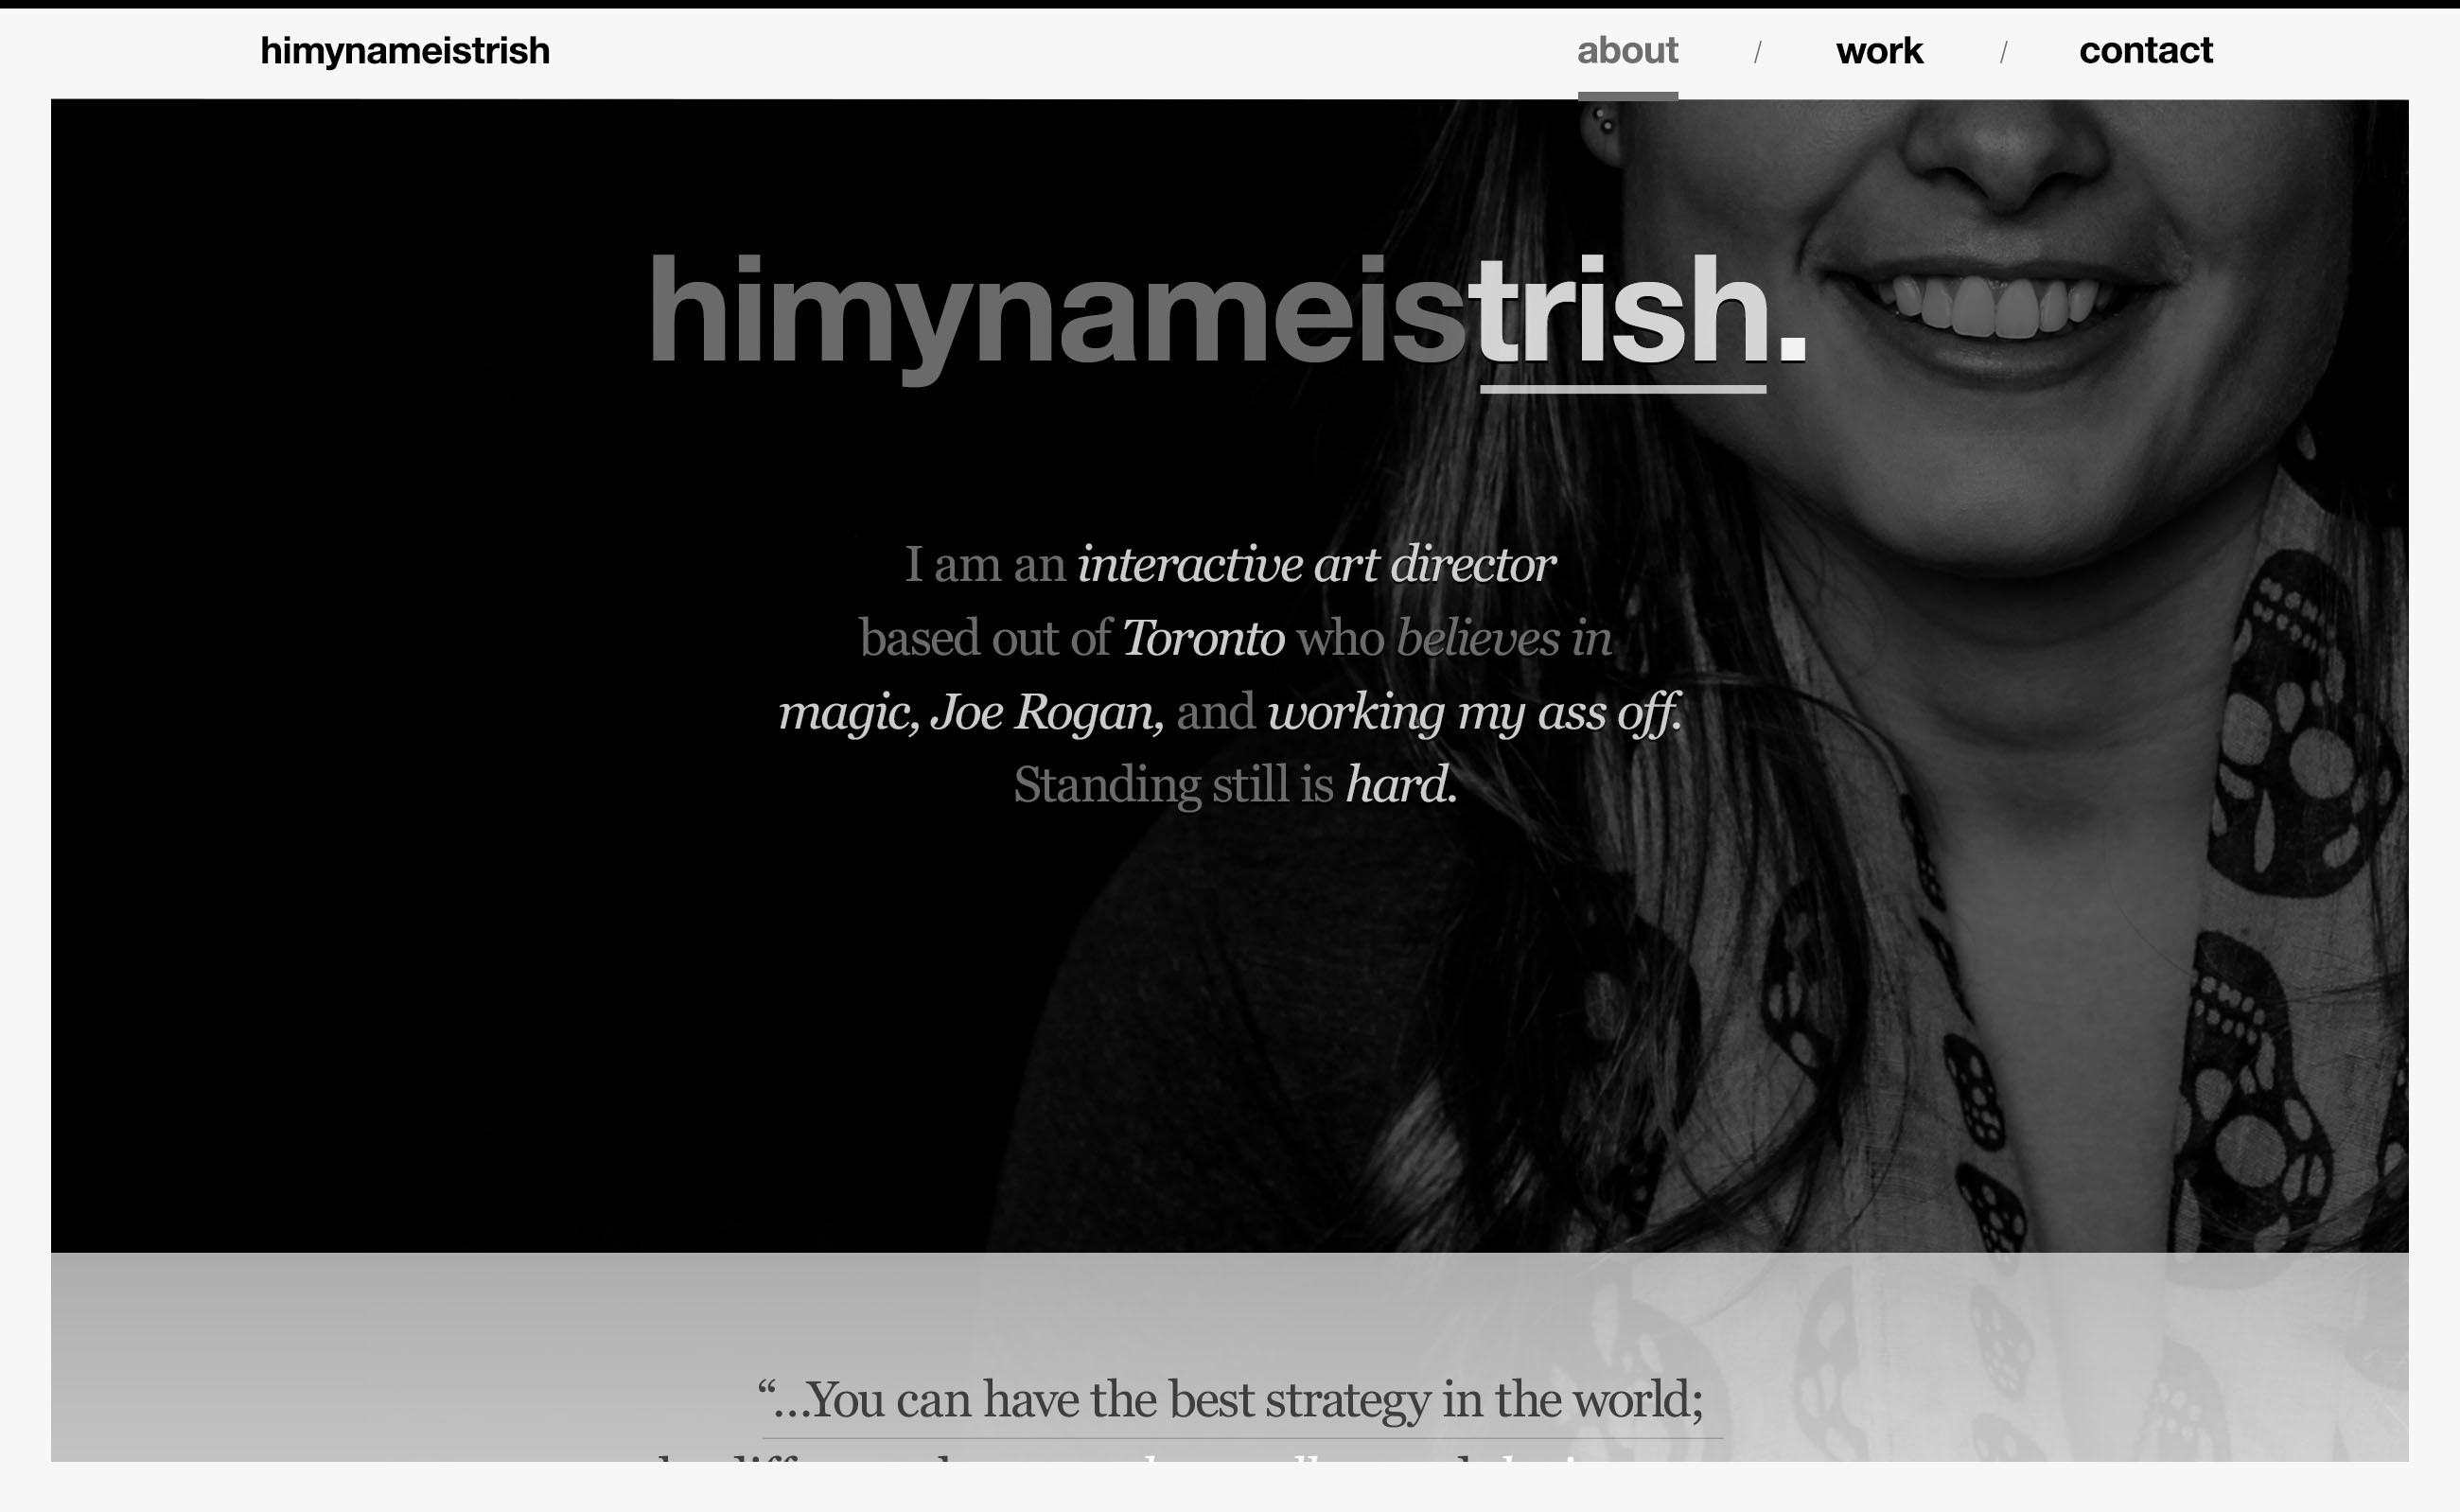 himynameistrish
about / work / contact
himynameistrish.
I am an interactive art director
based out of Toronto who believes in
magic, Joe Rogan, and working my ass off.
Standing still is hard.
“...You can have the best strategy in the world;